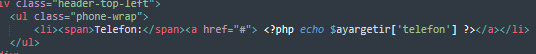 iv class="header-top-left">
<ul class="phone-wrap">
<li><span>Telefon:</span><a href="#"> <?php echo $ayargetir['telefon'] ?></a></li>
</ul>